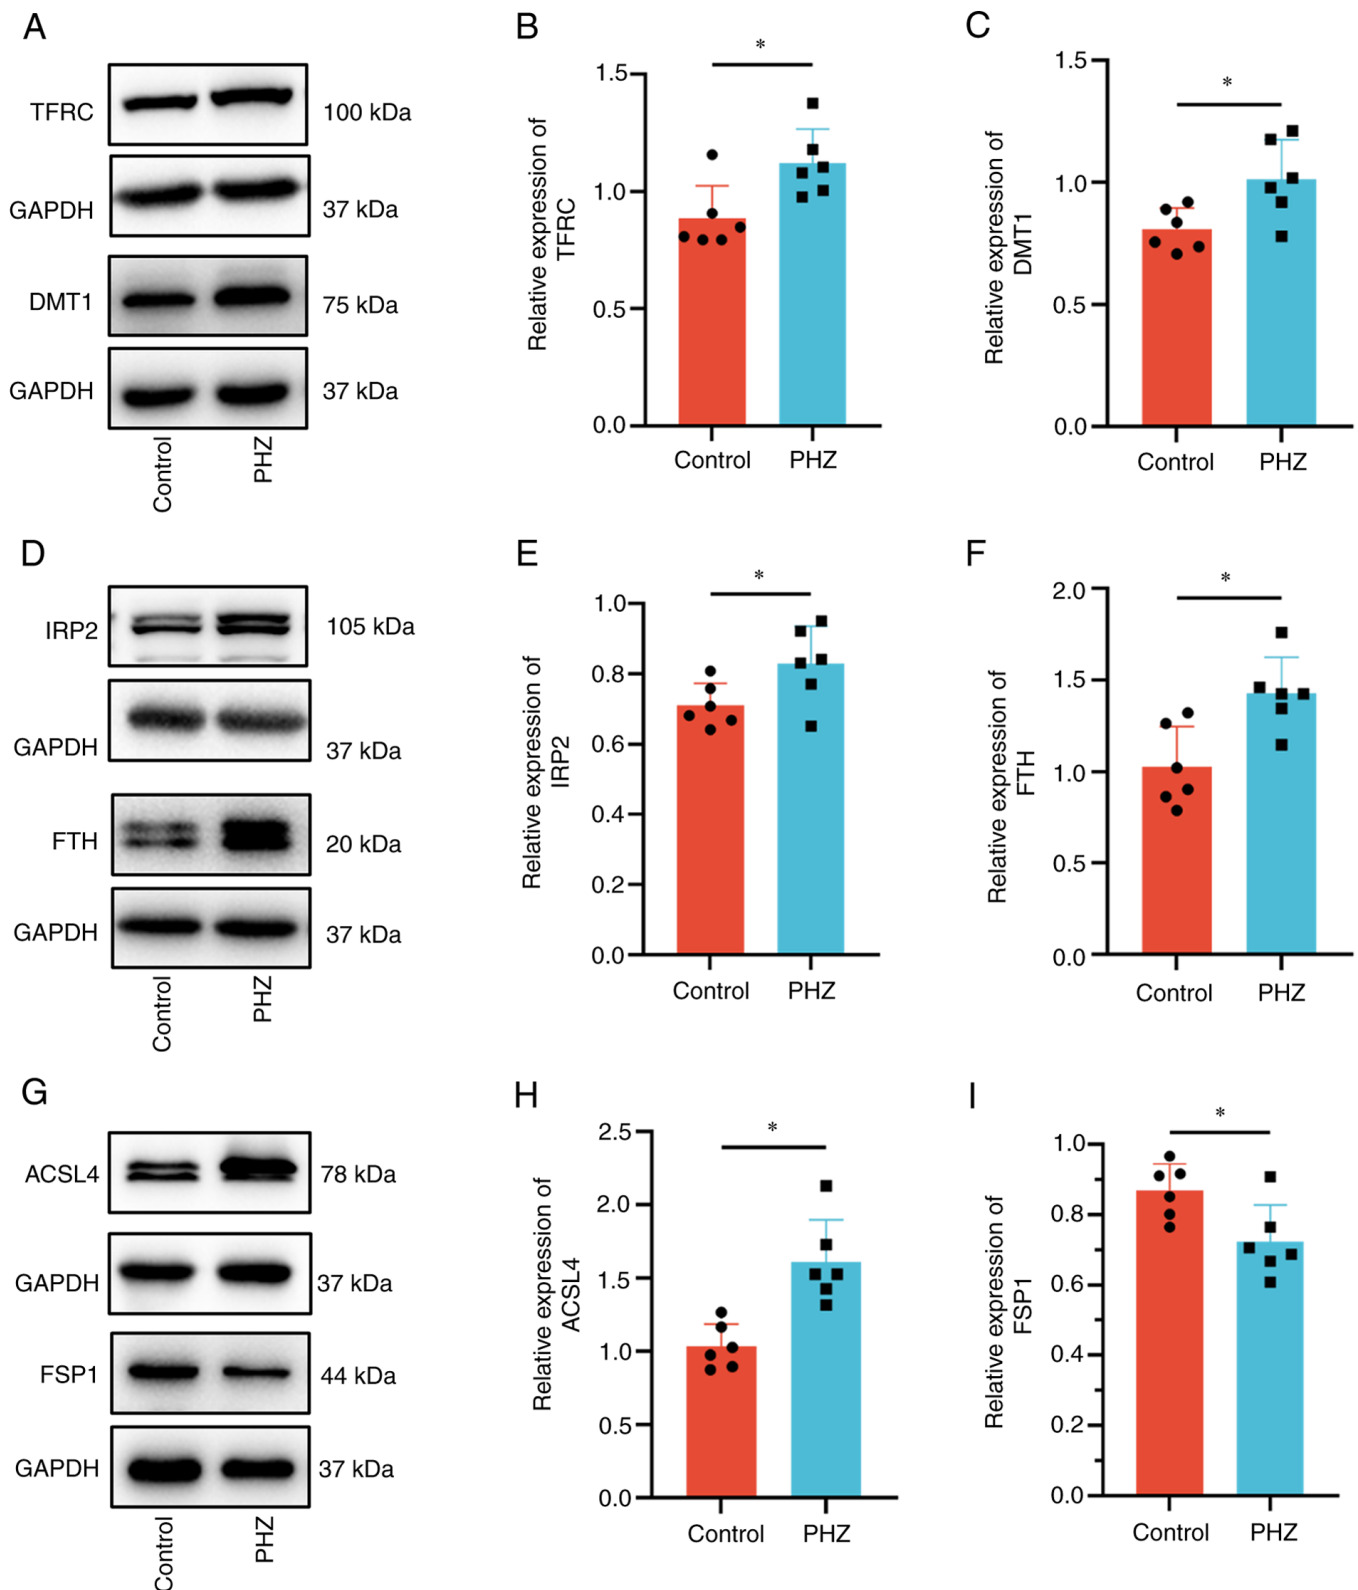 A
TFRC
100 kDa
GAPDH
37 kDa
DMT1
75 kDa
GAPDH
37 kDa
Control
PHZ
B
*
Relative expression of
TFRC
1.5
1.0
0.5
0.0
Control
PHZ
C
*
Relative expression of
DMT1
1.5
1.0
0.5
0.0
Control
PHZ
D
IRP2
105 kDa
GAPDH
37 kDa
FTH
20 kDa
GAPDH
37 kDa
Control
PHZ
E
*
Relative expression of
IRP2
1.0
0.8
0.6
0.4
0.2
0.0
Control
PHZ
F
*
Relative expression of
FTH
2.0
1.5
1.0
0.5
0.0
Control
PHZ
G
ACSL4
78 kDa
GAPDH
37 kDa
FSP1
44 kDa
GAPDH
37 kDa
Control
PHZ
H
*
Relative expression of
ACSL4
2.5
2.0
1.5
1.0
0.5
0.0
Control
PHZ
I
*
Relative expression of
FSP1
1.0
0.8
0.6
0.4
0.2
0.0
Control
PHZ